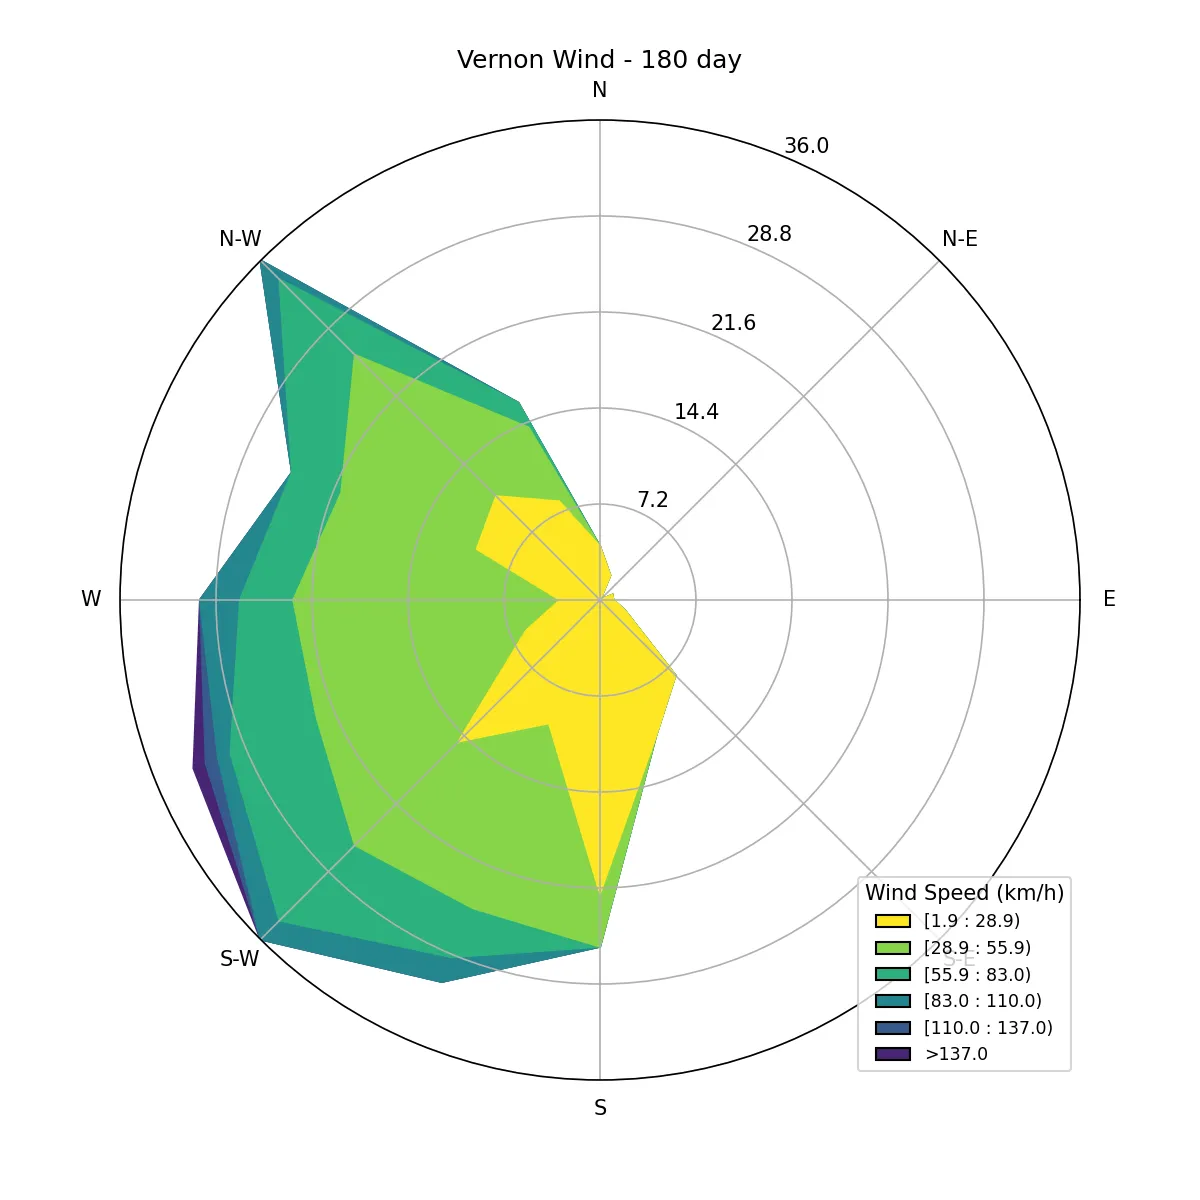 Vernon Wind - 180 day
N
36.0
28.8
N-W
N-E
21.6
14.4
7.2
W
E
Wind Speed (km/h)
[1.9 : 28.9)
[28.9 : 55.9)
S-W
S-E
[55.9 : 83.0)
[83.0 : 110.0)
[110.0 : 137.0)
>137.0
S